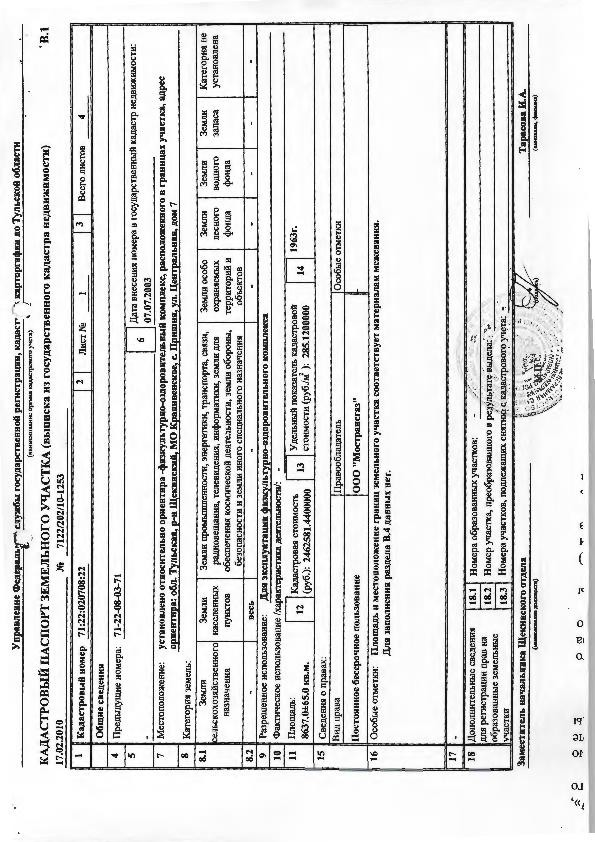 Управление Федеральной службы государственной регистрации, кадастра и картографии по Тульской области
(наименование органа кадастрового учета)
КАДАСТРОВЫЙ ПАСПОРТ ЗЕМЕЛЬНОГО УЧАСТКА (выписка из государственного кадастра недвижимости)
В.1
17.02.2010 № 7122/202/10-1253
1 Кадастровый номер 71:22:020708:22 2 Лист № 1 3 Всего листов 4
Общие сведения
4 Предыдущие номера: 71-22-08-03-71 6 Дата внесения номера в государственный кадастр недвижимости:
5 - 07.07.2003
7 Местоположение: установлено относительно ориентира -физкультурно-оздоровительный комплекс, расположенного в границах участка, адрес
ориентира: обл. Тульская, р-н Щекинский, МО Крапивенское, с. Пришня, ул. Центральная, дом 7
8 Категория земель:
8.1 Земли сельскохозяйственного назначения
Земли населенных пунктов
Земли промышленности, энергетики, транспорта, связи, радиовещания, телевидения, информатики, земли для обеспечения космической деятельности, земли обороны, безопасности и земли иного специального назначения
Земли особо охраняемых территорий и объектов
Земли лесного фонда
Земли водного фонда
Земли запаса
Категория не установлена
8.2 - весь - - - - - -
9 Разрешенное использование: Для эксплуатации физкультурно-оздоровительного комплекса
10 Фактическое использование /характеристика деятельности/: -
11 Площадь: 12 Кадастровая стоимость 13 Удельный показатель кадастровой 14 1963г.
8637,0±65,0 кв.м. (руб.): 2462581.4400000 стоимости (руб./м²): 285.1200000
15 Сведения о правах:
Вид права Правообладатель Особые отметки
Постоянное бессрочное пользование ООО "Мострансгаз" -
16 Особые отметки: Площадь и местоположение границ земельного участка соответствует материалам межевания.
Для заполнения раздела В.4 данных нет.
17 -
18 Дополнительные сведения 18.1 Номера образованных участков: -
для регистрации прав на 18.2 Номер участка, преобразованного в результате выдела: -
образованные земельные 18.3 Номера участков, подлежащих снятию с кадастрового учета: -
участки
Заместитель начальника Щекинского отдела Тарасова И.А.
(наименование должности) (инициалы, фамилия)